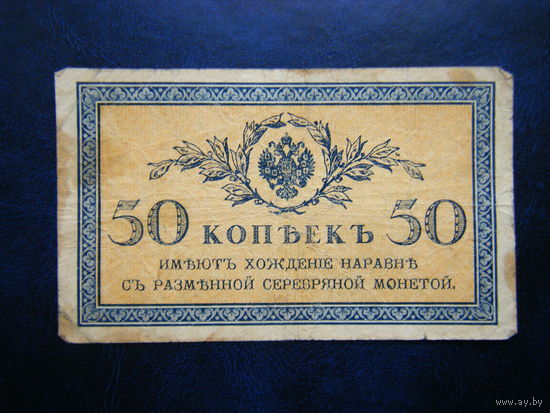 50 КОПѢЕКЪ 50
ИМѢЮТЪ ХОЖДЕНІЕ НАРАВНѢ
СЪ РАЗМѢННОЙ СЕРЕБРЯНОЙ МОНЕТОЙ.
www.ay.by